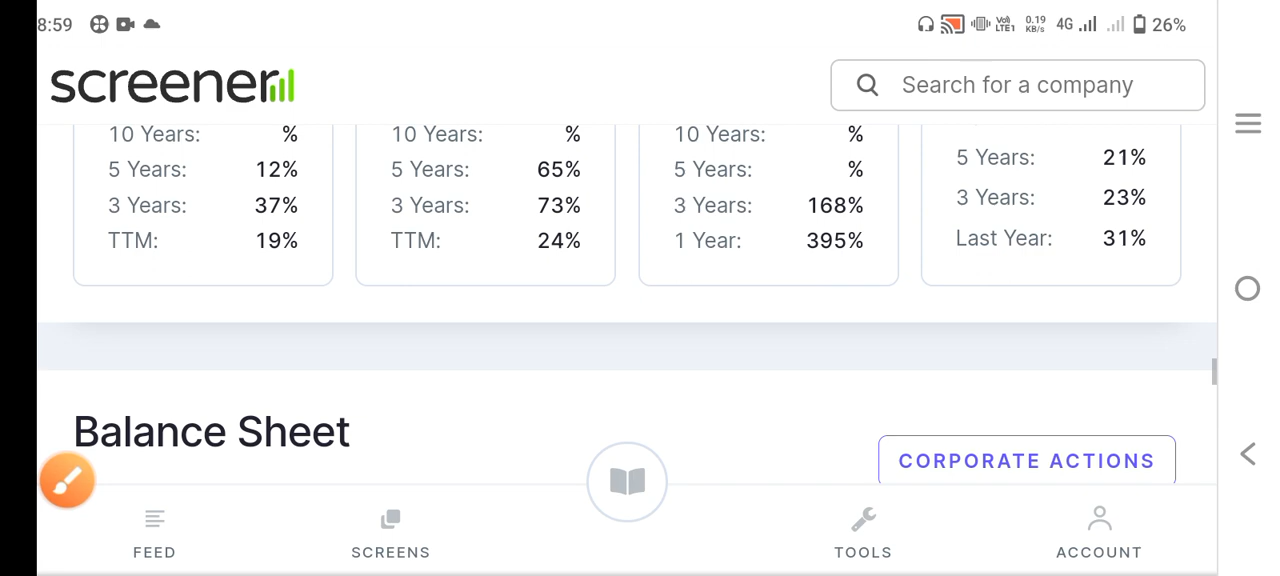 8:59 Vol) LTE1 0.19 KB/s 4G 26%
screener Search for a company
10 Years: % 10 Years: % 10 Years: %
5 Years: 12% 5 Years: 65% 5 Years: % 5 Years: 21%
3 Years: 37% 3 Years: 73% 3 Years: 168% 3 Years: 23%
TTM: 19% TTM: 24% 1 Year: 395% Last Year: 31%
Balance Sheet
CORPORATE ACTIONS
FEED SCREENS TOOLS ACCOUNT